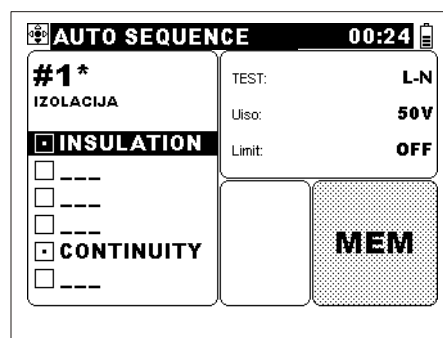 AUTO SEQUENCE 00:24
#1*
IZOLACIJA
INSULATION
---
---
---
CONTINUITY
---
TEST: L-N
Uiso: 50V
Limit: OFF
MEM